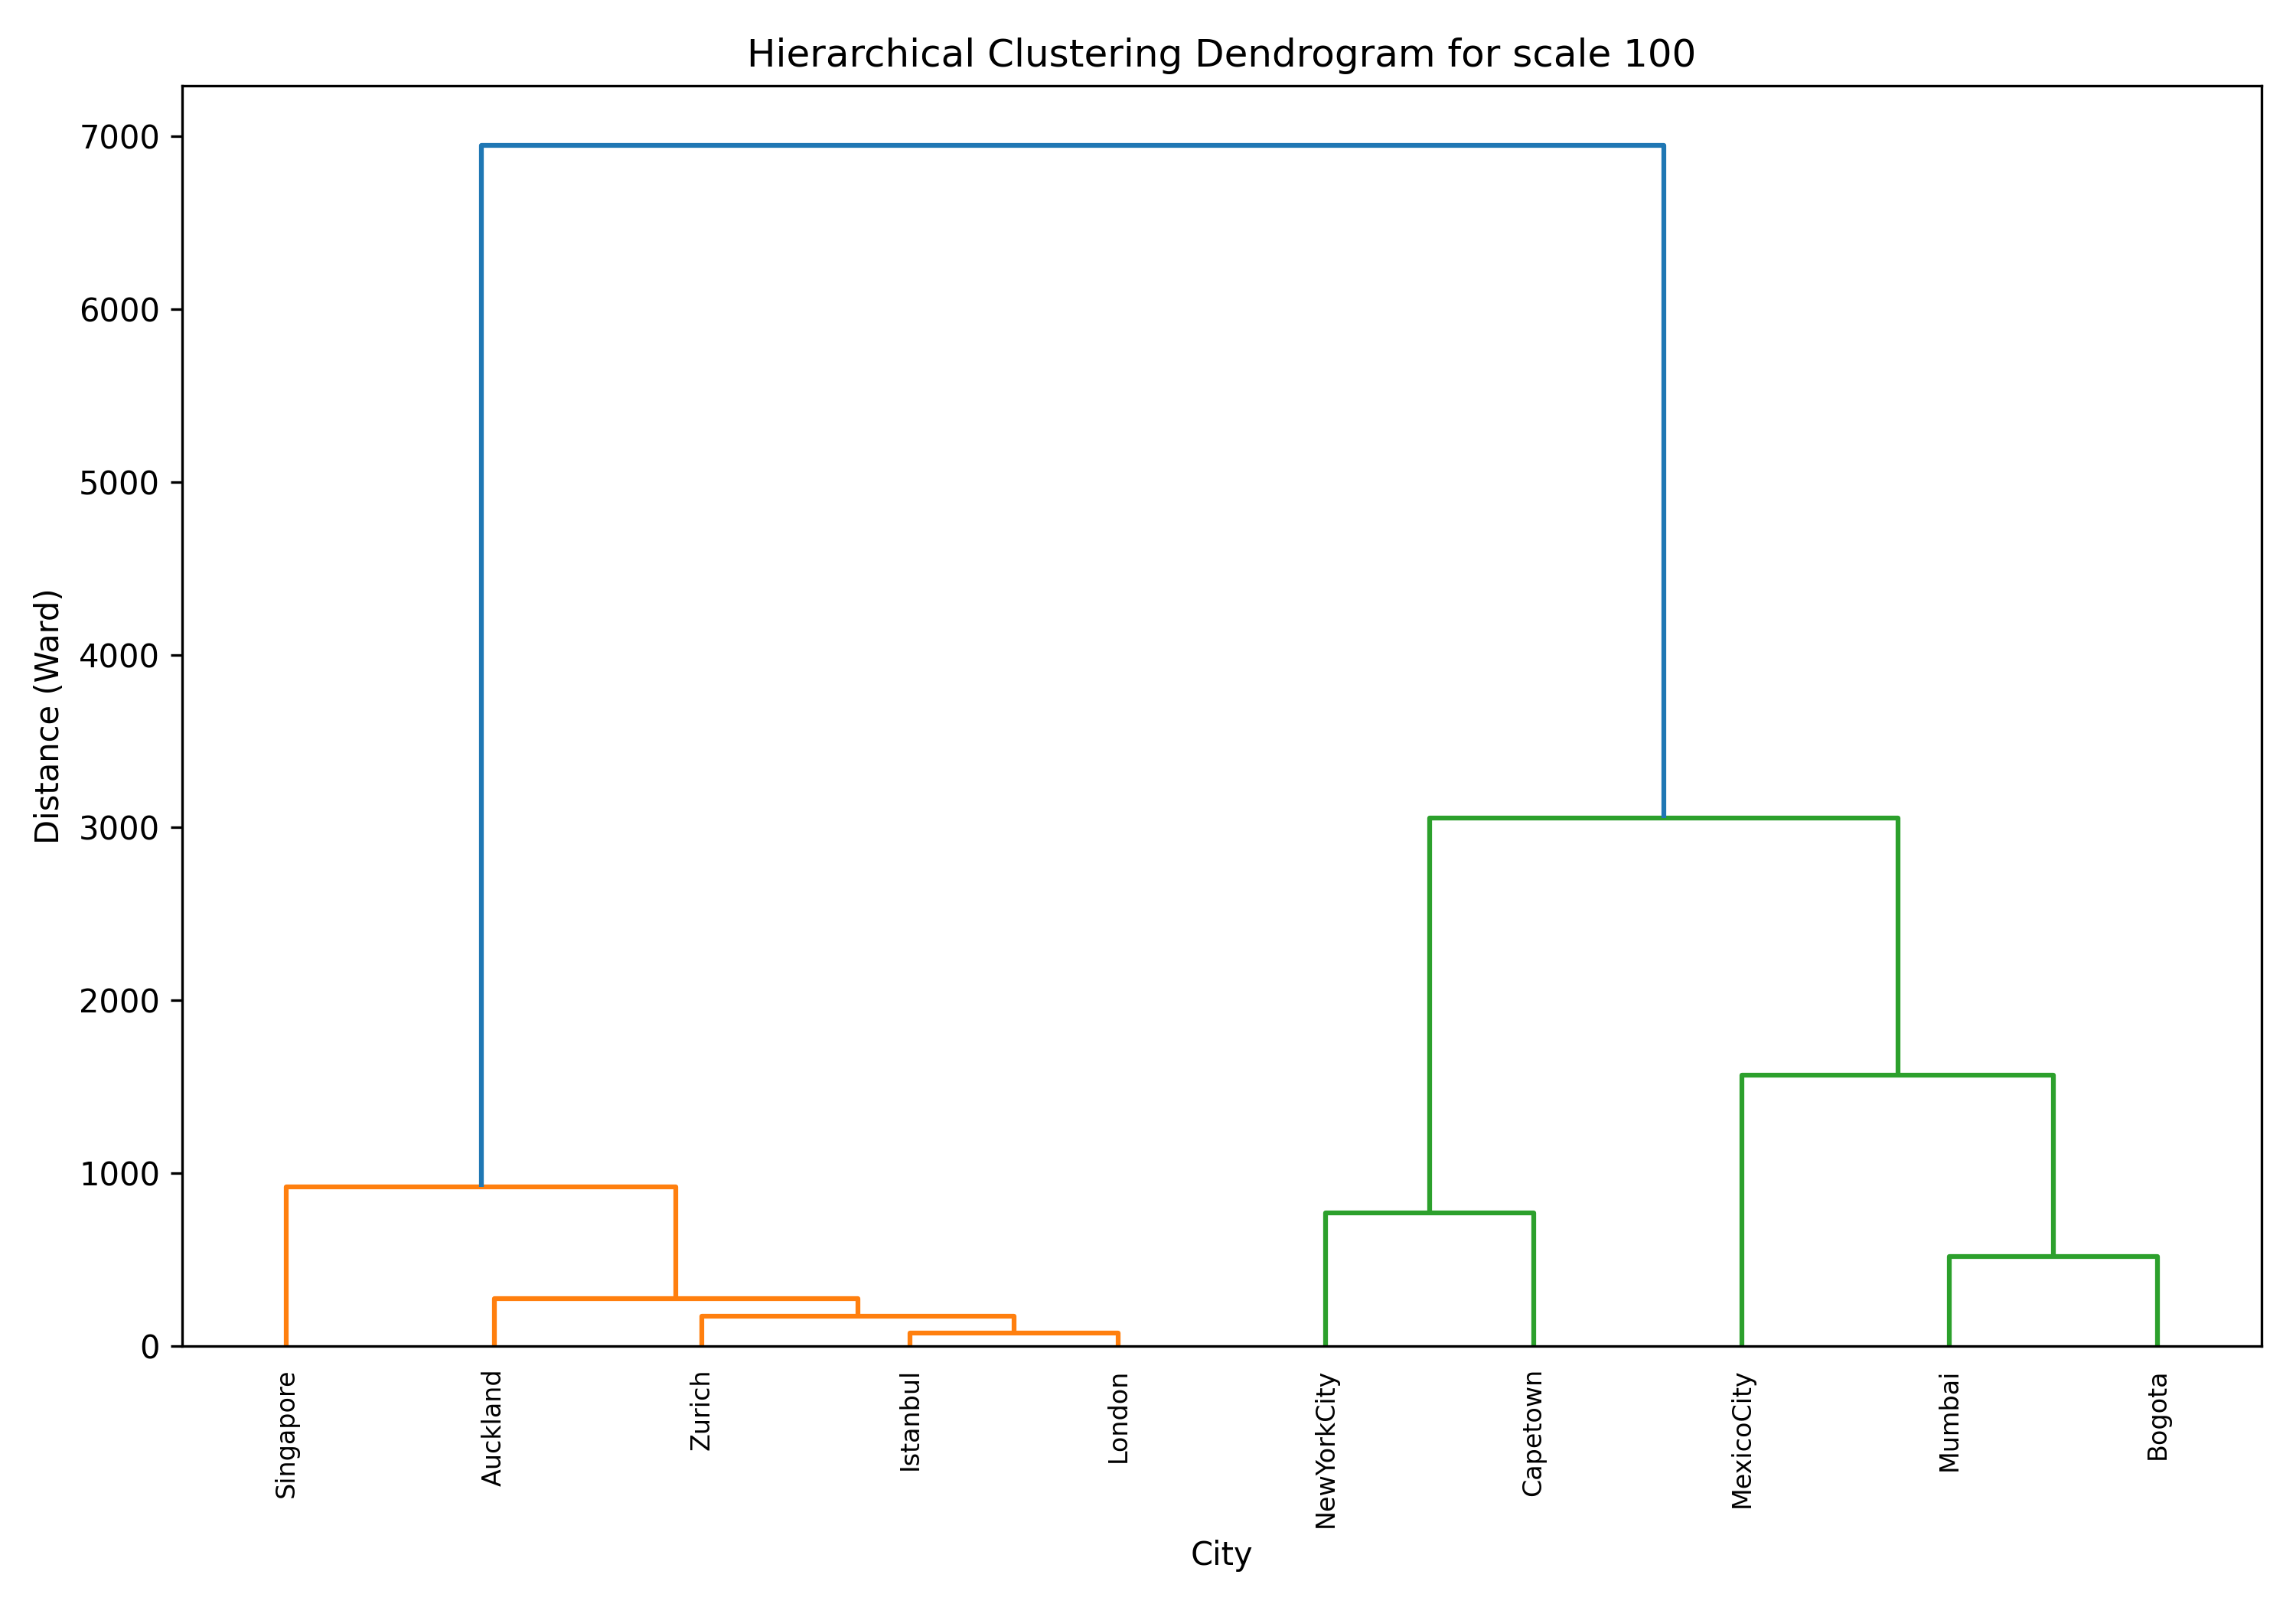 Hierarchical Clustering Dendrogram for scale 100
7000
6000
5000
4000
3000
2000
1000
0
Distance (Ward)
Singapore
Auckland
Zurich
Istanbul
London
NewYorkCity
Capetown
MexicoCity
Mumbai
Bogota
City